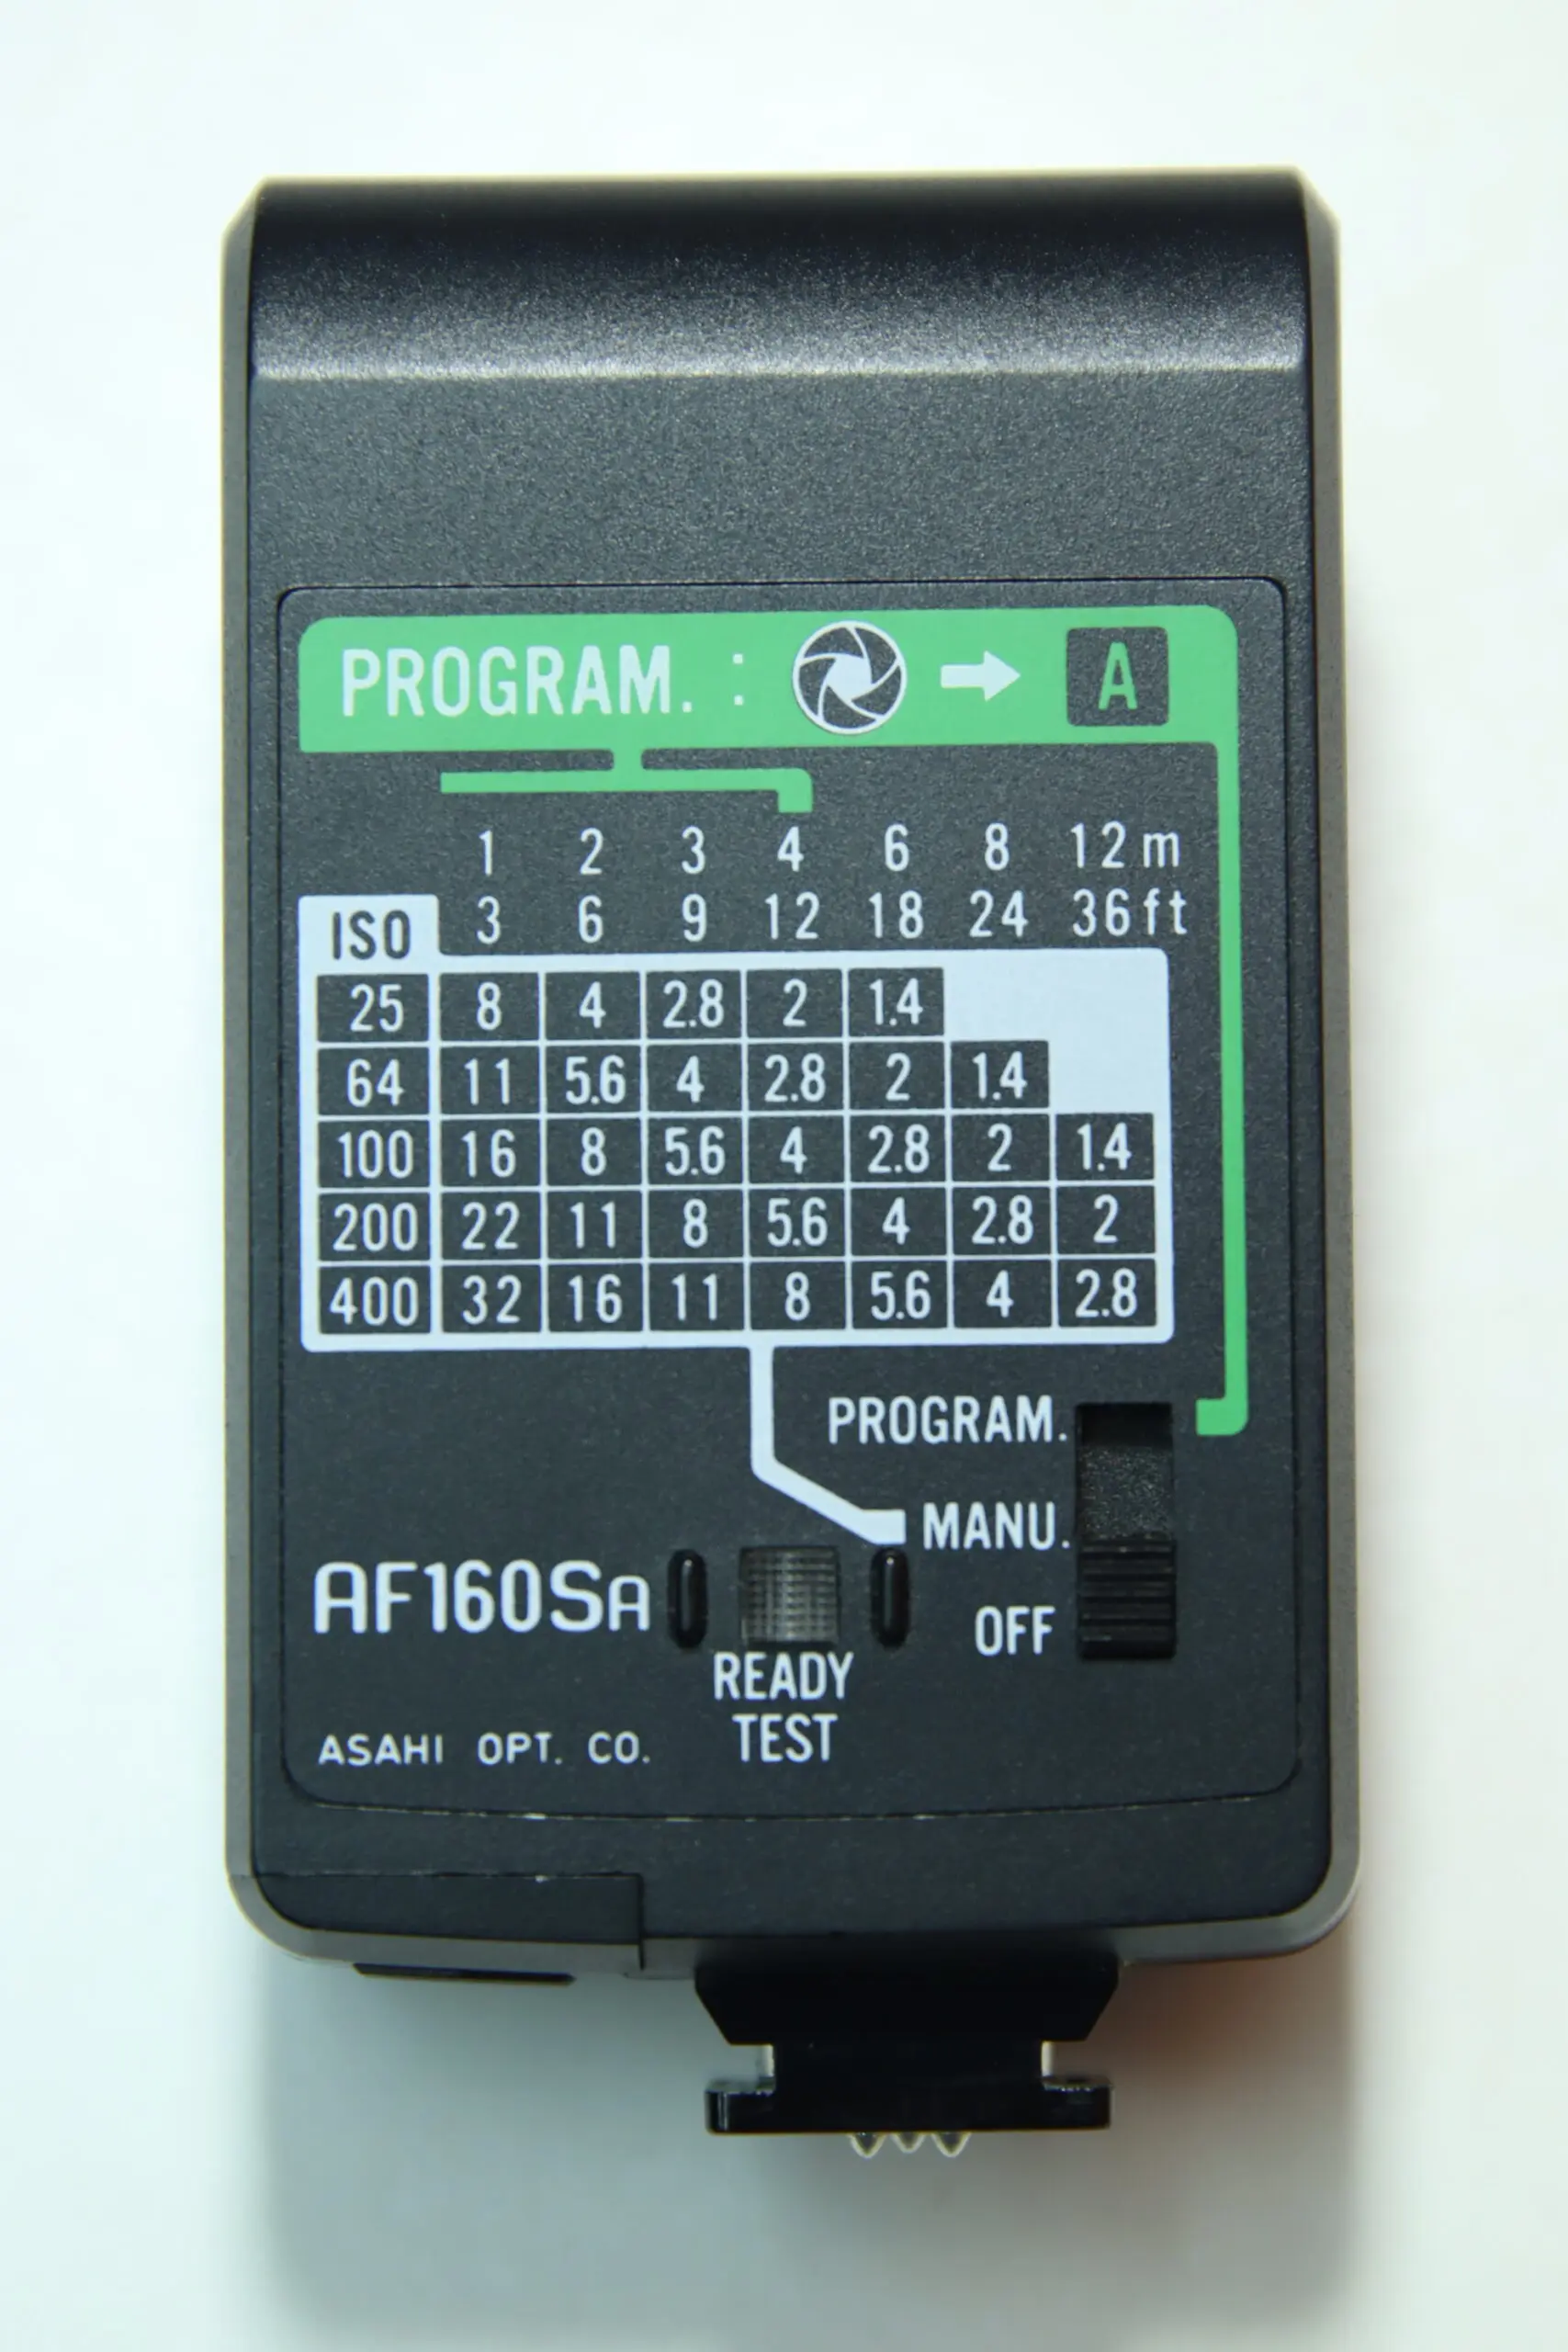 PROGRAM. : → A
1 2 3 4 6 8 12 m
3 6 9 12 18 24 36 ft
ISO
25 8 4 2.8 2 1.4
64 11 5.6 4 2.8 2 1.4
100 16 8 5.6 4 2.8 2 1.4
200 22 11 8 5.6 4 2.8 2
400 32 16 11 8 5.6 4 2.8
PROGRAM.
MANU.
OFF
AF160SA
READY
TEST
ASAHI OPT. CO.